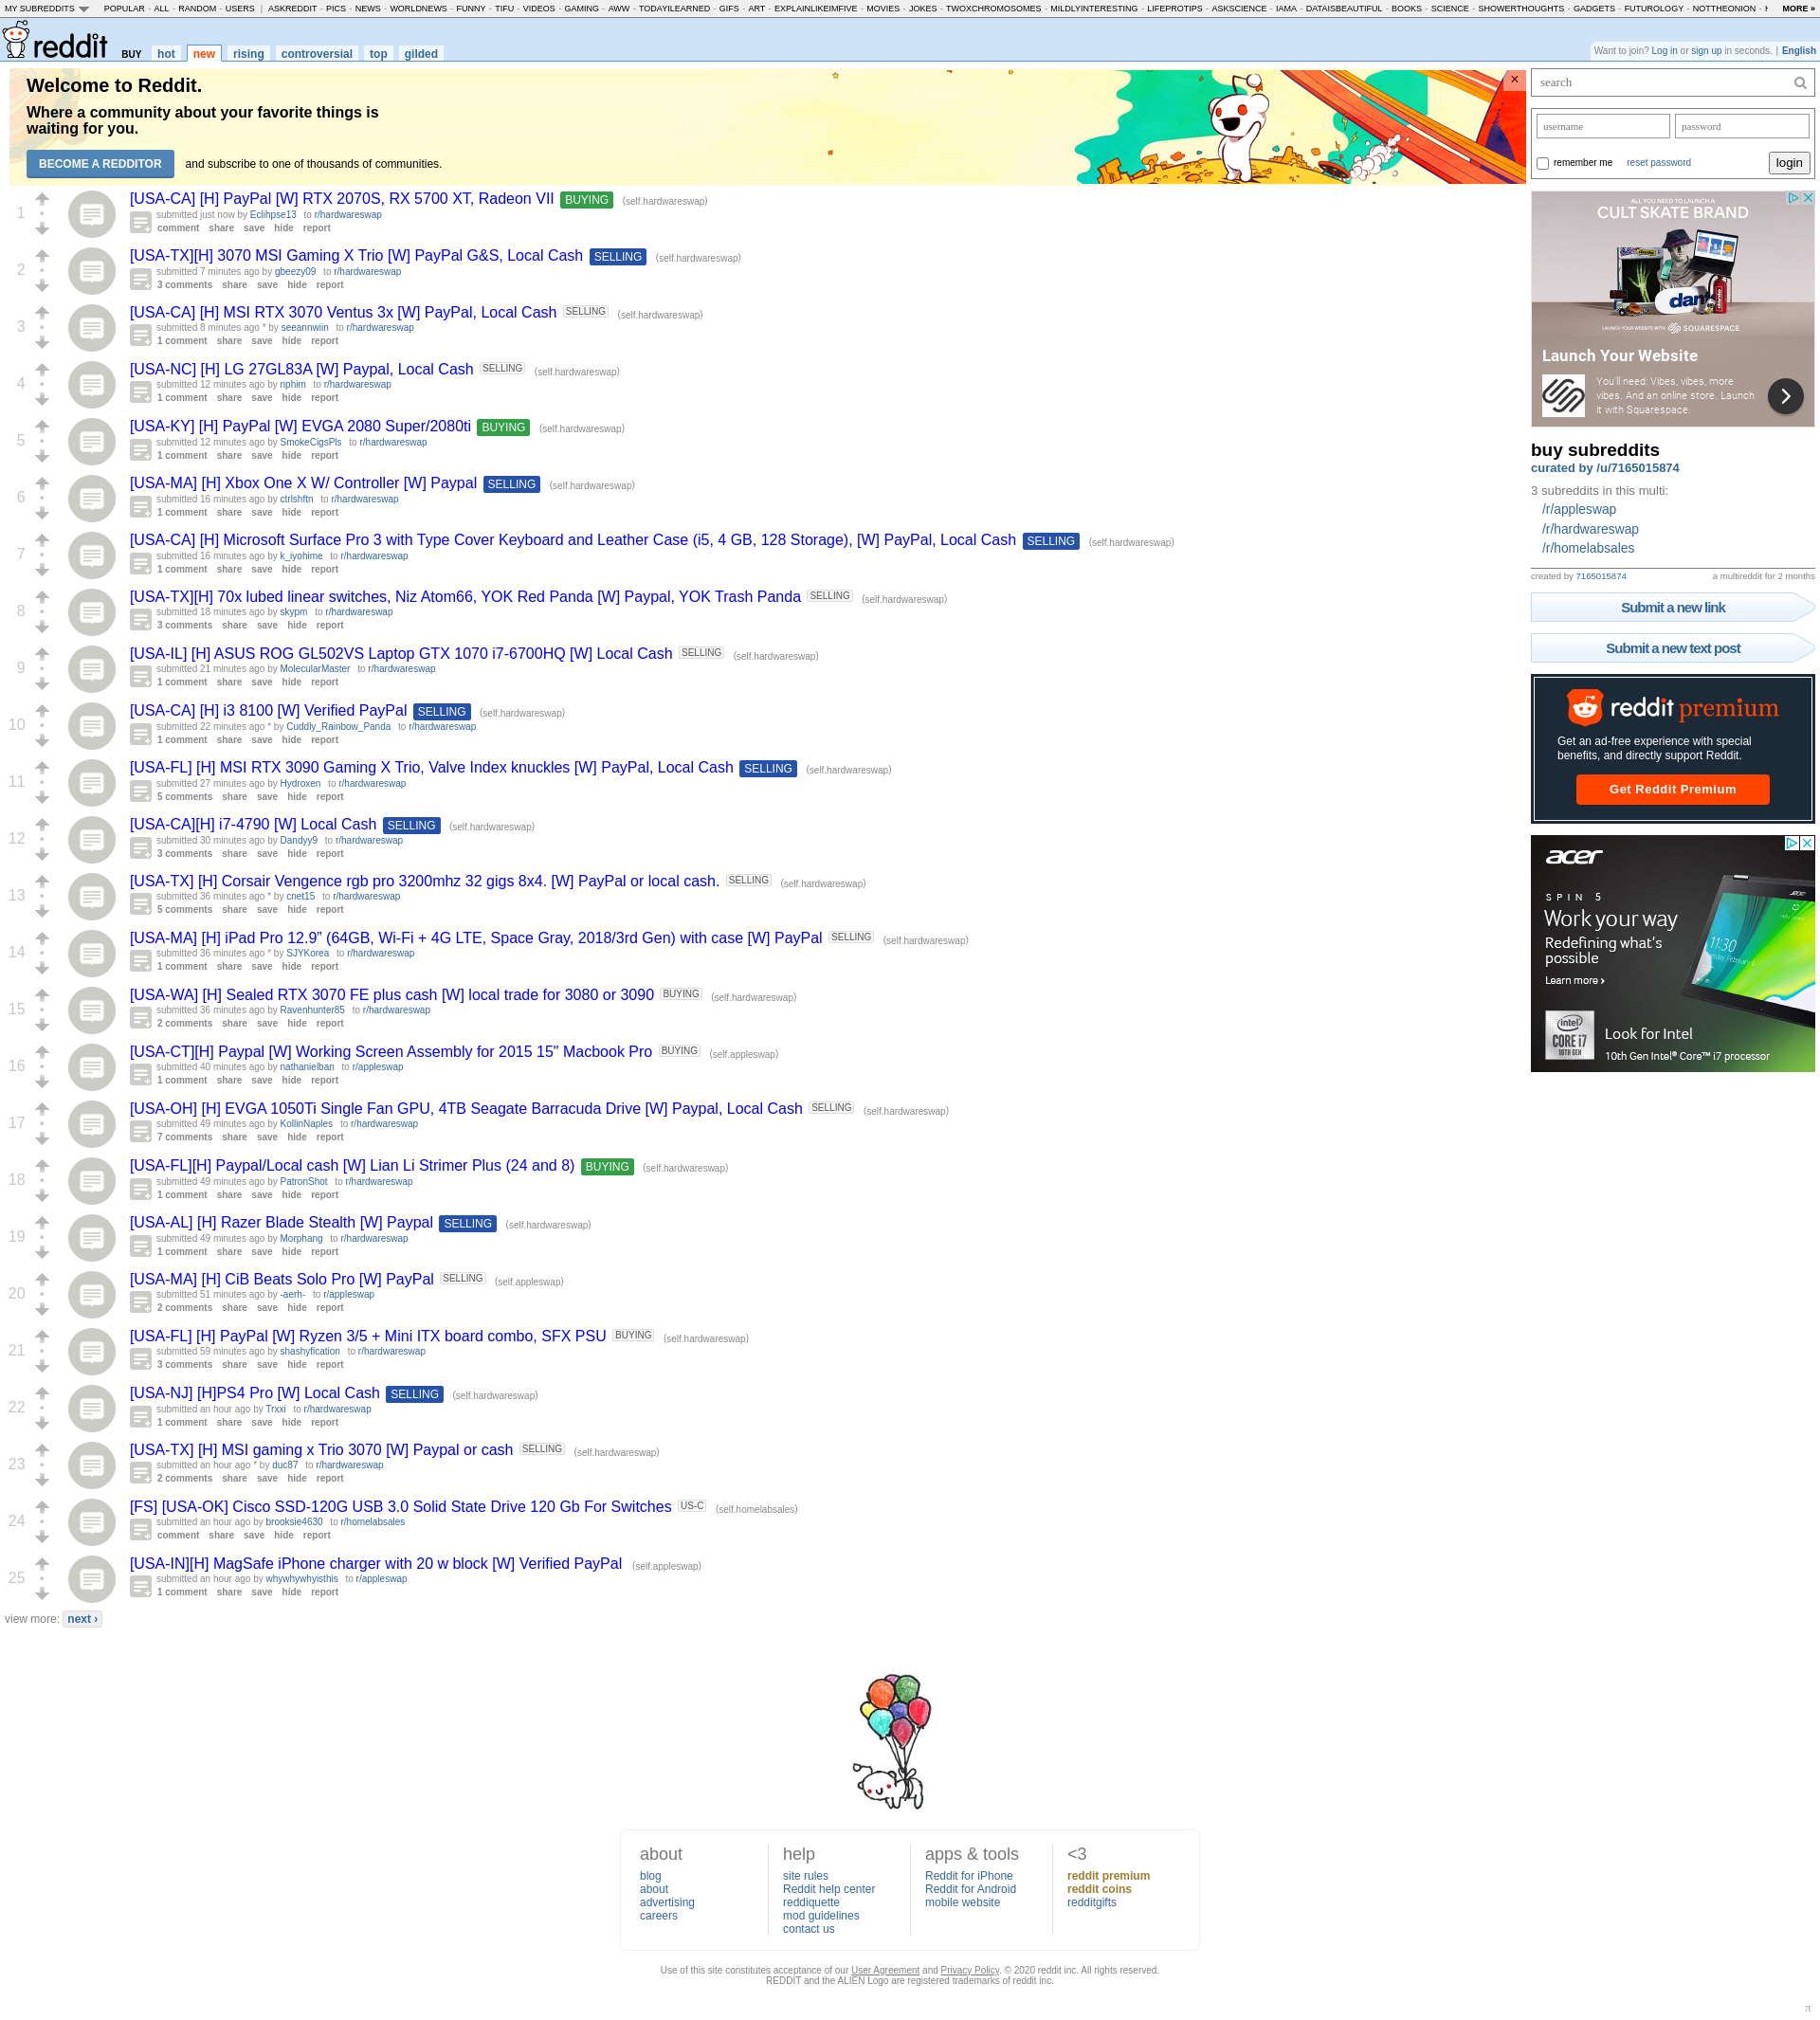 MY SUBREDDITS POPULAR - ALL - RANDOM - USERS | ASKREDDIT - PICS - NEWS - WORLDNEWS - FUNNY - TIFU - VIDEOS - GAMING - AWW - TODAYILEARNED - GIFS - ART - EXPLAINLIKEIMFIVE - MOVIES - JOKES - TWOXCHROMOSOMES - MILDLYINTERESTING - LIFEPROTIPS - ASKSCIENCE - IAMA - DATAISBEAUTIFUL - BOOKS - SCIENCE - SHOWERTHOUGHTS - GADGETS - FUTUROLOGY - NOTTHEONION - MORE »
reddit BUY hot new rising controversial top gilded
Want to join? Log in or sign up in seconds. | English
Welcome to Reddit.
Where a community about your favorite things is
waiting for you.
BECOME A REDDITOR and subscribe to one of thousands of communities.
×
1
[USA-CA] [H] PayPal [W] RTX 2070S, RX 5700 XT, Radeon VII BUYING (self.hardwareswap)
submitted just now by Eclihpse13 to r/hardwareswap
comment share save hide report
2
[USA-TX][H] 3070 MSI Gaming X Trio [W] PayPal G&S, Local Cash SELLING (self.hardwareswap)
submitted 7 minutes ago by gbeezy09 to r/hardwareswap
3 comments share save hide report
3
[USA-CA] [H] MSI RTX 3070 Ventus 3x [W] PayPal, Local Cash SELLING (self.hardwareswap)
submitted 8 minutes ago * by seeannwiin to r/hardwareswap
1 comment share save hide report
4
[USA-NC] [H] LG 27GL83A [W] Paypal, Local Cash SELLING (self.hardwareswap)
submitted 12 minutes ago by nphim to r/hardwareswap
1 comment share save hide report
5
[USA-KY] [H] PayPal [W] EVGA 2080 Super/2080ti BUYING (self.hardwareswap)
submitted 12 minutes ago by SmokeCigsPls to r/hardwareswap
1 comment share save hide report
6
[USA-MA] [H] Xbox One X W/ Controller [W] Paypal SELLING (self.hardwareswap)
submitted 16 minutes ago by ctrlshftn to r/hardwareswap
1 comment share save hide report
7
[USA-CA] [H] Microsoft Surface Pro 3 with Type Cover Keyboard and Leather Case (i5, 4 GB, 128 Storage), [W] PayPal, Local Cash SELLING (self.hardwareswap)
submitted 16 minutes ago by k_iyohime to r/hardwareswap
1 comment share save hide report
8
[USA-TX][H] 70x lubed linear switches, Niz Atom66, YOK Red Panda [W] Paypal, YOK Trash Panda SELLING (self.hardwareswap)
submitted 18 minutes ago by skypm to r/hardwareswap
3 comments share save hide report
9
[USA-IL] [H] ASUS ROG GL502VS Laptop GTX 1070 i7-6700HQ [W] Local Cash SELLING (self.hardwareswap)
submitted 21 minutes ago by MolecularMaster to r/hardwareswap
1 comment share save hide report
10
[USA-CA] [H] i3 8100 [W] Verified PayPal SELLING (self.hardwareswap)
submitted 22 minutes ago * by Cuddly_Rainbow_Panda to r/hardwareswap
1 comment share save hide report
11
[USA-FL] [H] MSI RTX 3090 Gaming X Trio, Valve Index knuckles [W] PayPal, Local Cash SELLING (self.hardwareswap)
submitted 27 minutes ago by Hydroxen to r/hardwareswap
5 comments share save hide report
12
[USA-CA][H] i7-4790 [W] Local Cash SELLING (self.hardwareswap)
submitted 30 minutes ago by Dandyy9 to r/hardwareswap
3 comments share save hide report
13
[USA-TX] [H] Corsair Vengence rgb pro 3200mhz 32 gigs 8x4. [W] PayPal or local cash. SELLING (self.hardwareswap)
submitted 36 minutes ago * by cnet15 to r/hardwareswap
5 comments share save hide report
14
[USA-MA] [H] iPad Pro 12.9” (64GB, Wi-Fi + 4G LTE, Space Gray, 2018/3rd Gen) with case [W] PayPal SELLING (self.hardwareswap)
submitted 36 minutes ago * by SJYKorea to r/hardwareswap
1 comment share save hide report
15
[USA-WA] [H] Sealed RTX 3070 FE plus cash [W] local trade for 3080 or 3090 BUYING (self.hardwareswap)
submitted 36 minutes ago by Ravenhunter85 to r/hardwareswap
2 comments share save hide report
16
[USA-CT][H] Paypal [W] Working Screen Assembly for 2015 15" Macbook Pro BUYING (self.appleswap)
submitted 40 minutes ago by nathanielban to r/appleswap
1 comment share save hide report
17
[USA-OH] [H] EVGA 1050Ti Single Fan GPU, 4TB Seagate Barracuda Drive [W] Paypal, Local Cash SELLING (self.hardwareswap)
submitted 49 minutes ago by KollinNaples to r/hardwareswap
7 comments share save hide report
18
[USA-FL][H] Paypal/Local cash [W] Lian Li Strimer Plus (24 and 8) BUYING (self.hardwareswap)
submitted 49 minutes ago by PatronShot to r/hardwareswap
1 comment share save hide report
19
[USA-AL] [H] Razer Blade Stealth [W] Paypal SELLING (self.hardwareswap)
submitted 49 minutes ago by Morphang to r/hardwareswap
1 comment share save hide report
20
[USA-MA] [H] CiB Beats Solo Pro [W] PayPal SELLING (self.appleswap)
submitted 51 minutes ago by -aerh- to r/appleswap
2 comments share save hide report
21
[USA-FL] [H] PayPal [W] Ryzen 3/5 + Mini ITX board combo, SFX PSU BUYING (self.hardwareswap)
submitted 59 minutes ago by shashyfication to r/hardwareswap
3 comments share save hide report
22
[USA-NJ] [H]PS4 Pro [W] Local Cash SELLING (self.hardwareswap)
submitted an hour ago by Trxxi to r/hardwareswap
1 comment share save hide report
23
[USA-TX] [H] MSI gaming x Trio 3070 [W] Paypal or cash SELLING (self.hardwareswap)
submitted an hour ago * by duc87 to r/hardwareswap
2 comments share save hide report
24
[FS] [USA-OK] Cisco SSD-120G USB 3.0 Solid State Drive 120 Gb For Switches US-C (self.homelabsales)
submitted an hour ago by brooksie4630 to r/homelabsales
comment share save hide report
25
[USA-IN][H] MagSafe iPhone charger with 20 w block [W] Verified PayPal (self.appleswap)
submitted an hour ago by whywhywhyisthis to r/appleswap
1 comment share save hide report
view more: next ›
search
username password
remember me reset password login
ALL YOU NEED TO LAUNCH A
CULT SKATE BRAND
dan
LAUNCH YOUR WEBSITE WITH SQUARESPACE
Launch Your Website
You'll need: Vibes, vibes, more
vibes. And an online store. Launch
it with Squarespace.
buy subreddits
curated by /u/7165015874
3 subreddits in this multi:
/r/appleswap
/r/hardwareswap
/r/homelabsales
created by 7165015874 a multireddit for 2 months
Submit a new link
Submit a new text post
reddit premium
Get an ad-free experience with special
benefits, and directly support Reddit.
Get Reddit Premium
acer
SPIN 5
Work your way
Redefining what's
possible
Learn more ›
11:30
acer
intel
CORE i7
10TH GEN
Look for Intel
10th Gen Intel® Core™ i7 processor
about
blog
about
advertising
careers
help
site rules
Reddit help center
reddiquette
mod guidelines
contact us
apps & tools
Reddit for iPhone
Reddit for Android
mobile website
<3
reddit premium
reddit coins
redditgifts
Use of this site constitutes acceptance of our User Agreement and Privacy Policy. © 2020 reddit inc. All rights reserved.
REDDIT and the ALIEN Logo are registered trademarks of reddit inc.
π